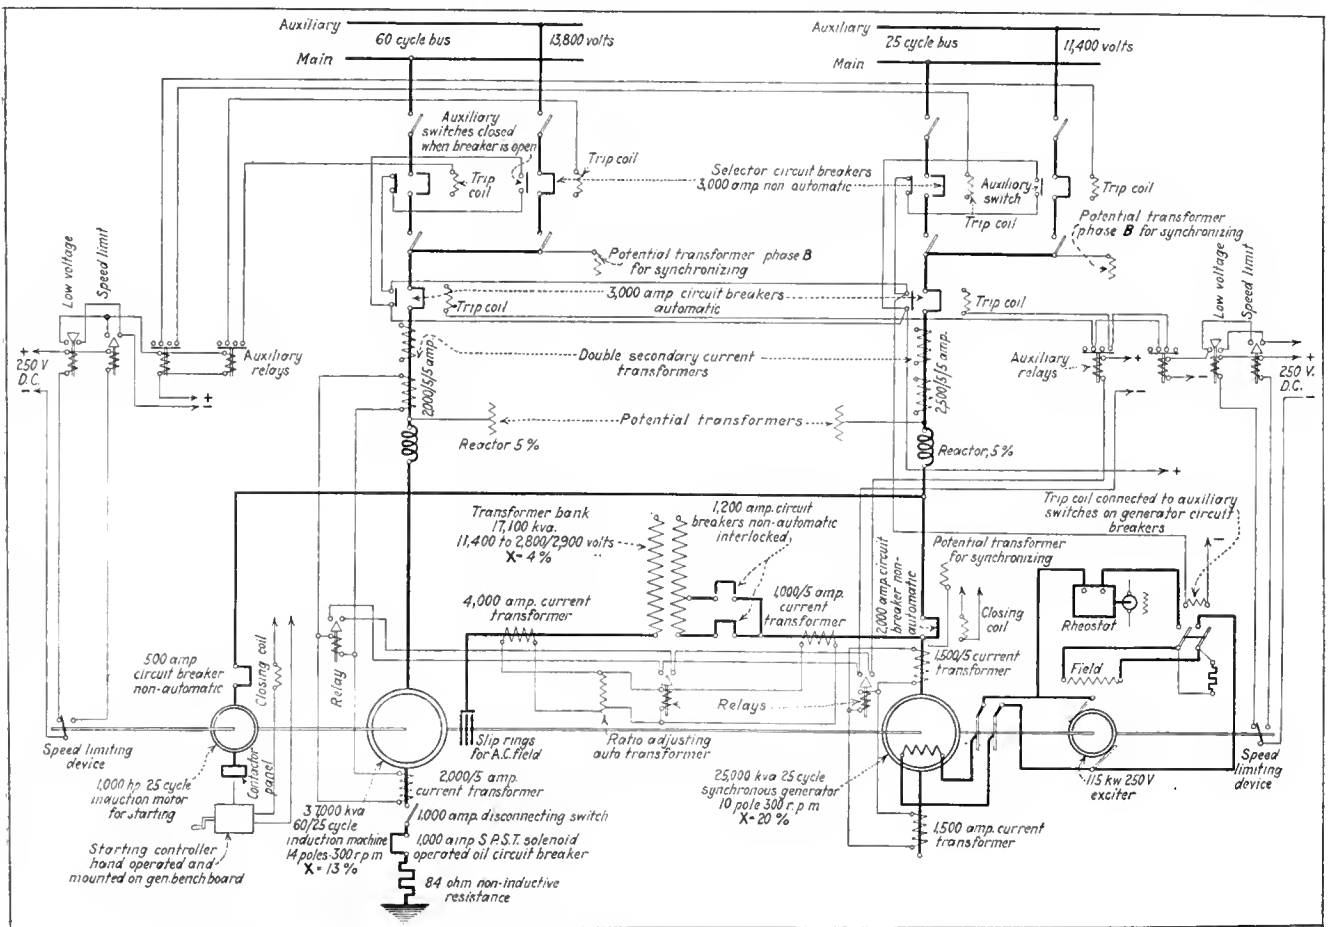 Auxiliary
60 cycle bus
13,800 volts
Main
Auxiliary
25 cycle bus
11,400 volts
Main
Auxiliary
switches closed
when breaker is open
Trip coil
Trip
coil
Selector circuit breakers
3,000 amp non automatic
Auxiliary
switch
Trip coil
Trip coil
Potential transformer
phase B for synchronizing
Potential transformer phase B
for synchronizing
Low voltage
Speed limit
Low voltage
Speed limit
3,000 amp circuit breakers
automatic
Trip coil
Trip coil
+
250 V
D.C.
-
Auxiliary
relays
+
-
Double secondary current
transformers
2,000/5/5 amp.
2,500/5/5 amp.
Auxiliary
relays
+
-
-
+
250 V.
D.C.
-
Potential transformers
Reactor 5%
Reactor, 5%
+
Transformer bank
17,100 kva.
11,400 to 2,800/2,900 volts
X-4%
1,200 amp. circuit
breakers non-automatic
interlocked
Trip coil connected to auxiliary
switches on generator circuit
breakers
-
Potential transformer
for synchronizing
2,000 amp. circuit
breaker non-
automatic
4,000 amp. current
transformer
1,000/5 amp.
current
transformer
Closing
coil
Rheostat
500 amp
circuit breaker
non-automatic
Closing coil
Relay
1,500/5 current
transformer
Field
Relays
Speed limiting
device
Slip rings
for A.C. field
Ratio adjusting
auto transformer
Speed
limiting
device
1,000 hp 25 cycle
induction motor
for starting
Contactor
panel
2,000/5 amp.
current transformer
25,000 kva 25 cycle
synchronous generator
10 pole 300 r.p m
X=20%
115 kw 250 V
exciter
37,000 kva
60/25 cycle
induction machine
14 poles-300 rp m
X-13%
1,000 amp. disconnecting switch
1,000 amp S.P.S.T. solenoid
operated oil circuit breaker
1,500 amp. current
transformer
Starting controller
hand operated and
mounted on gen. bench board
84 ohm non-inductive
resistance